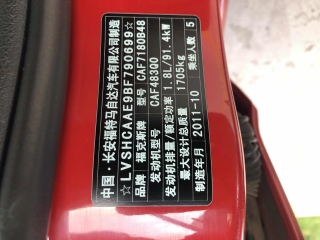 中国·长安福特马自达汽车有限公司制造
☆LVSHCAAE9BF790699☆
品牌 福克斯牌 型号 CAF7180B48
发动机型号 CAF483Q0
发动机排量 额定功率 1.8L/91.4kW
最大设计总质量 1705kg
制造年月 2011-10 乘坐人数 5